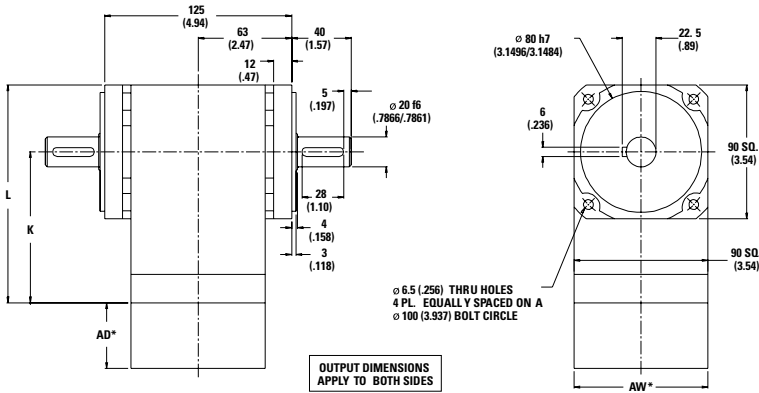 125
(4.94)
63
(2.47)
40
(1.57)
12
(.47)
5
(.197)
ø 20 f6
(.7866/.7861)
28
(1.10)
4
(.158)
3
(.118)
L
K
AD*
OUTPUT DIMENSIONS
APPLY TO BOTH SIDES
ø 80 h7
(3.1496/3.1484)
22. 5
(.89)
6
(.236)
90 SQ.
(3.54)
90 SQ
(3.54)
ø 6.5 (.256) THRU HOLES
4 PL. EQUALLY SPACED ON A
ø 100 (3.937) BOLT CIRCLE
AW*